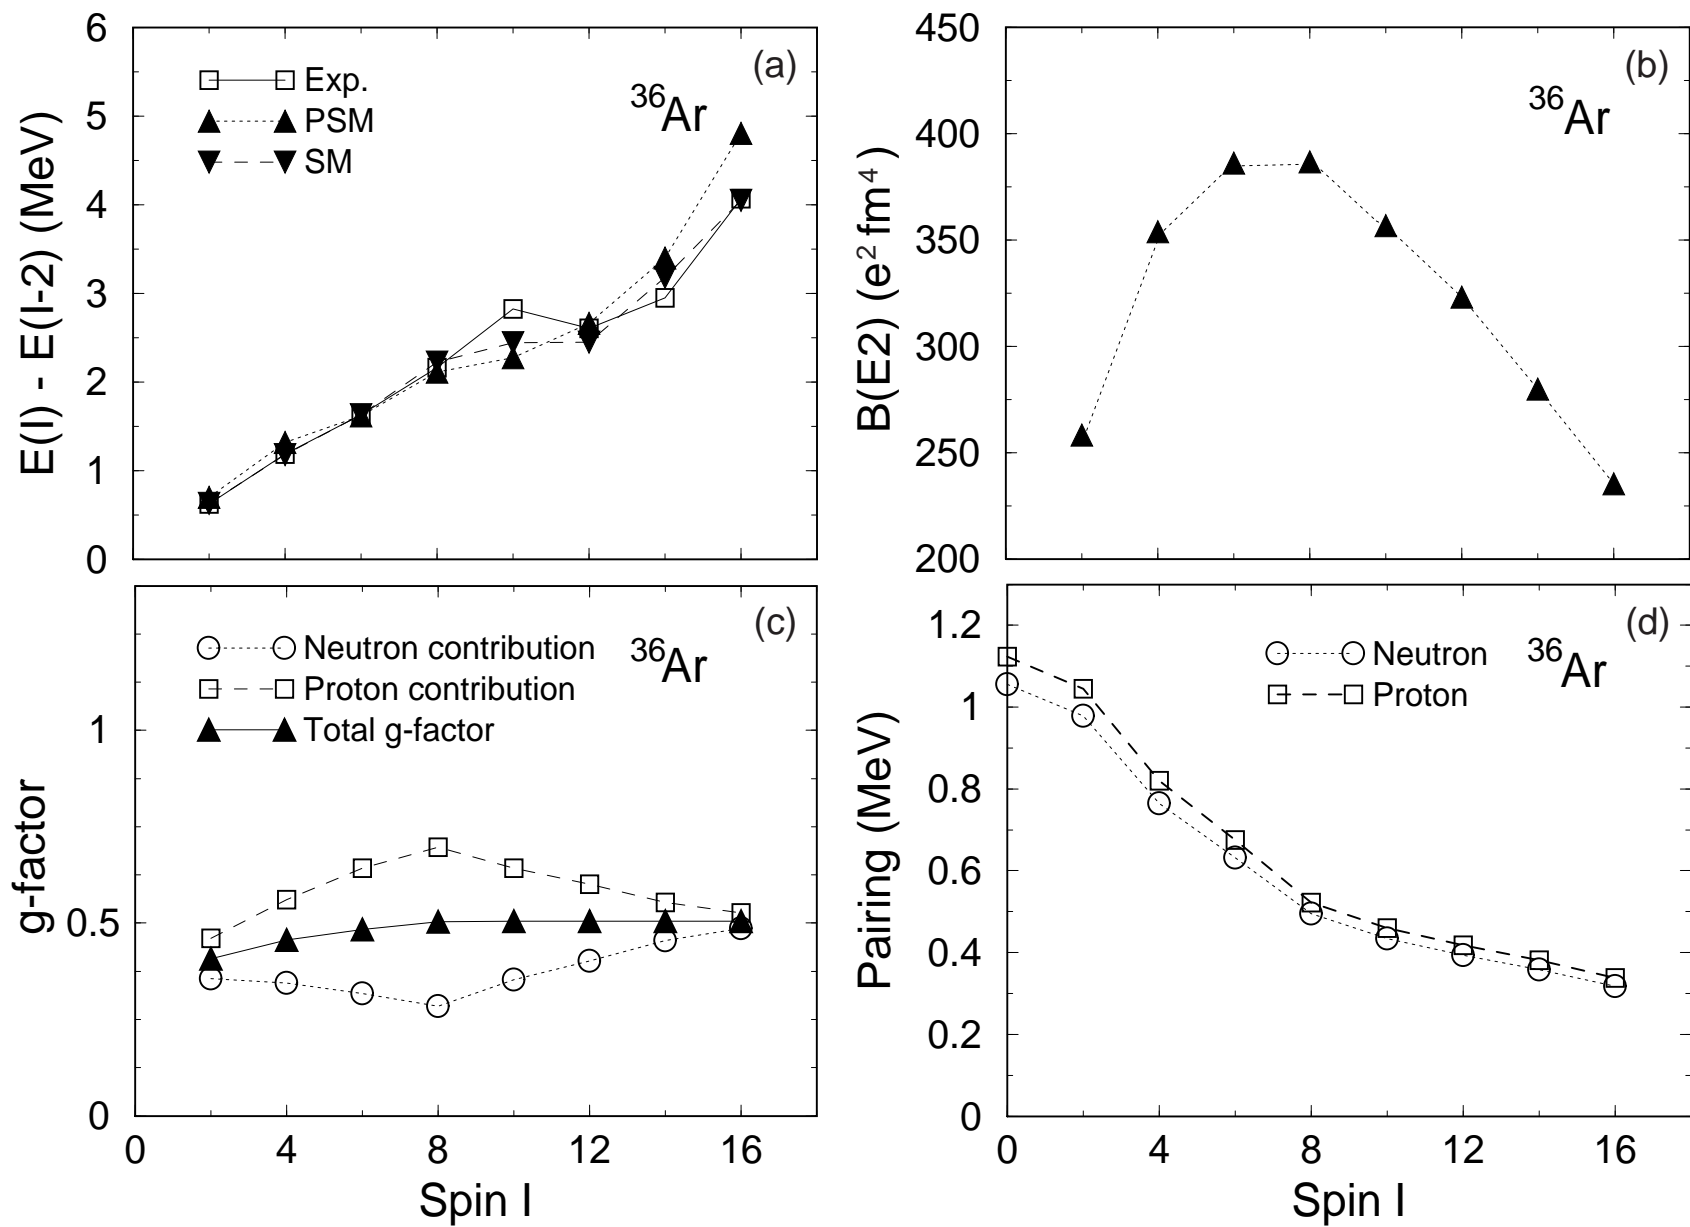 (a)
Exp.
PSM
SM
³⁶Ar
6
5
4
3
2
1
0
E(I) - E(I-2) (MeV)
(b)
³⁶Ar
450
400
350
300
250
200
B(E2) (e² fm⁴ )
(c)
Neutron contribution
Proton contribution
Total g-factor
³⁶Ar
1
0.5
0
g-factor
0 4 8 12 16
Spin I
(d)
Neutron
Proton
³⁶Ar
1.2
1
0.8
0.6
0.4
0.2
0
Pairing (MeV)
0 4 8 12 16
Spin I